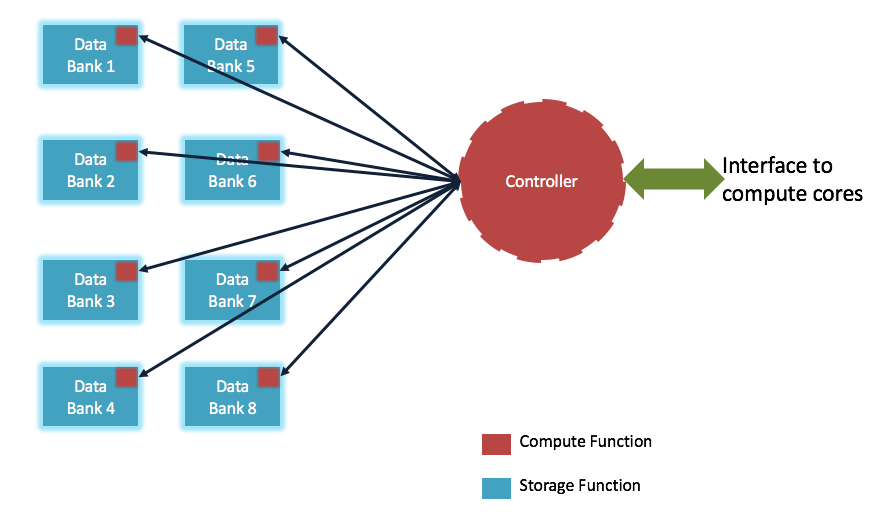 Data
Bank 1
Data
Bank 5
Data
Bank 2
Data
Bank 6
Data
Bank 3
Data
Bank 7
Data
Bank 4
Data
Bank 8
Controller
Interface to
compute cores
Compute Function
Storage Function